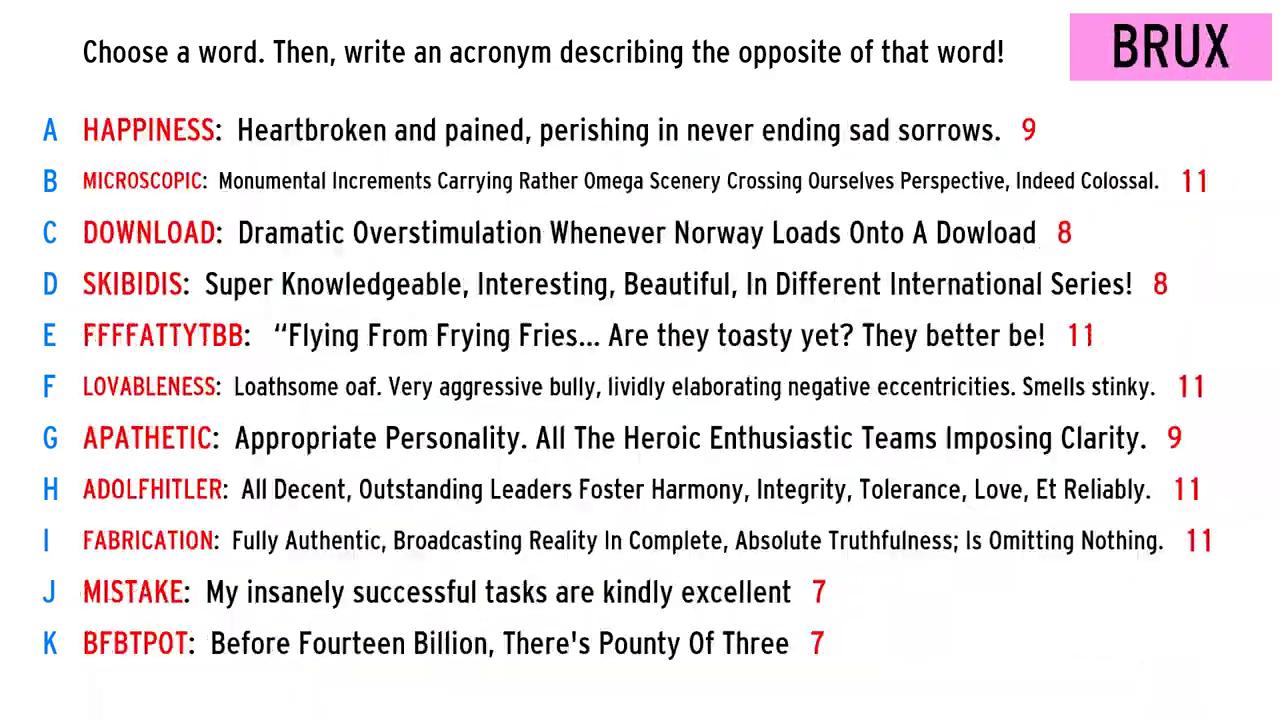 Choose a word. Then, write an acronym describing the opposite of that word!
BRUX
A HAPPINESS: Heartbroken and pained, perishing in never ending sad sorrows. 9
B MICROSCOPIC: Monumental Increments Carrying Rather Omega Scenery Crossing Ourselves Perspective, Indeed Colossal. 11
C DOWNLOAD: Dramatic Overstimulation Whenever Norway Loads Onto A Dowload 8
D SKIBIDIS: Super Knowledgeable, Interesting, Beautiful, In Different International Series! 8
E FFFFATTYTBB: “Flying From Frying Fries... Are they toasty yet? They better be! 11
F LOVABLENESS: Loathsome oaf. Very aggressive bully, lividly elaborating negative eccentricities. Smells stinky. 11
G APATHETIC: Appropriate Personality. All The Heroic Enthusiastic Teams Imposing Clarity. 9
H ADOLFHITLER: All Decent, Outstanding Leaders Foster Harmony, Integrity, Tolerance, Love, Et Reliably. 11
I FABRICATION: Fully Authentic, Broadcasting Reality In Complete, Absolute Truthfulness; Is Omitting Nothing. 11
J MISTAKE: My insanely successful tasks are kindly excellent 7
K BFBTPOT: Before Fourteen Billion, There's Pounty Of Three 7